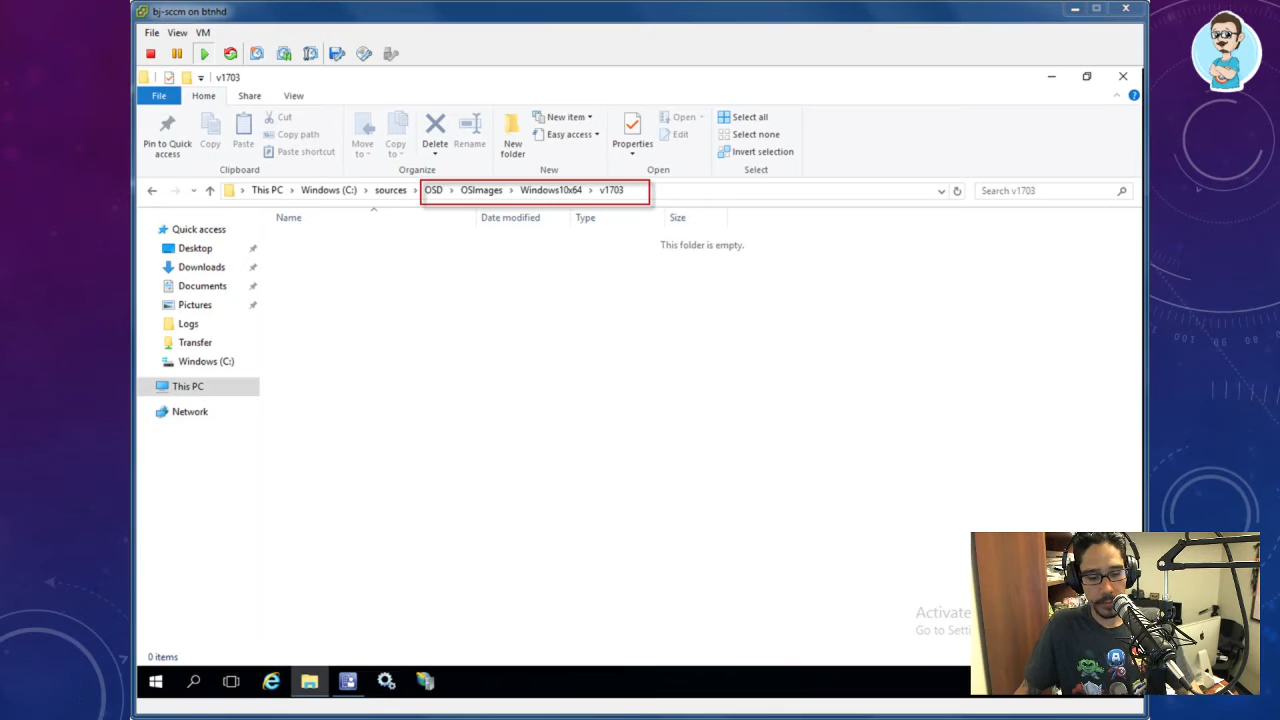 bj-sccm on btnhd
File View VM
v1703
File Home Share View
Pin to Quick access
Copy
Paste
Cut
Copy path
Paste shortcut
Clipboard
Move to
Copy to
Delete
Rename
Organize
New folder
New item
Easy access
New
Properties
Open
Edit
Open
Select all
Select none
Invert selection
Select
This PC > Windows (C:) > sources > OSD > OSImages > Windows10x64 > v1703
Search v1703
Name Date modified Type Size
This folder is empty.
Quick access
Desktop
Downloads
Documents
Pictures
Logs
Transfer
Windows (C:)
This PC
Network
Activate
Go to Setti
0 items